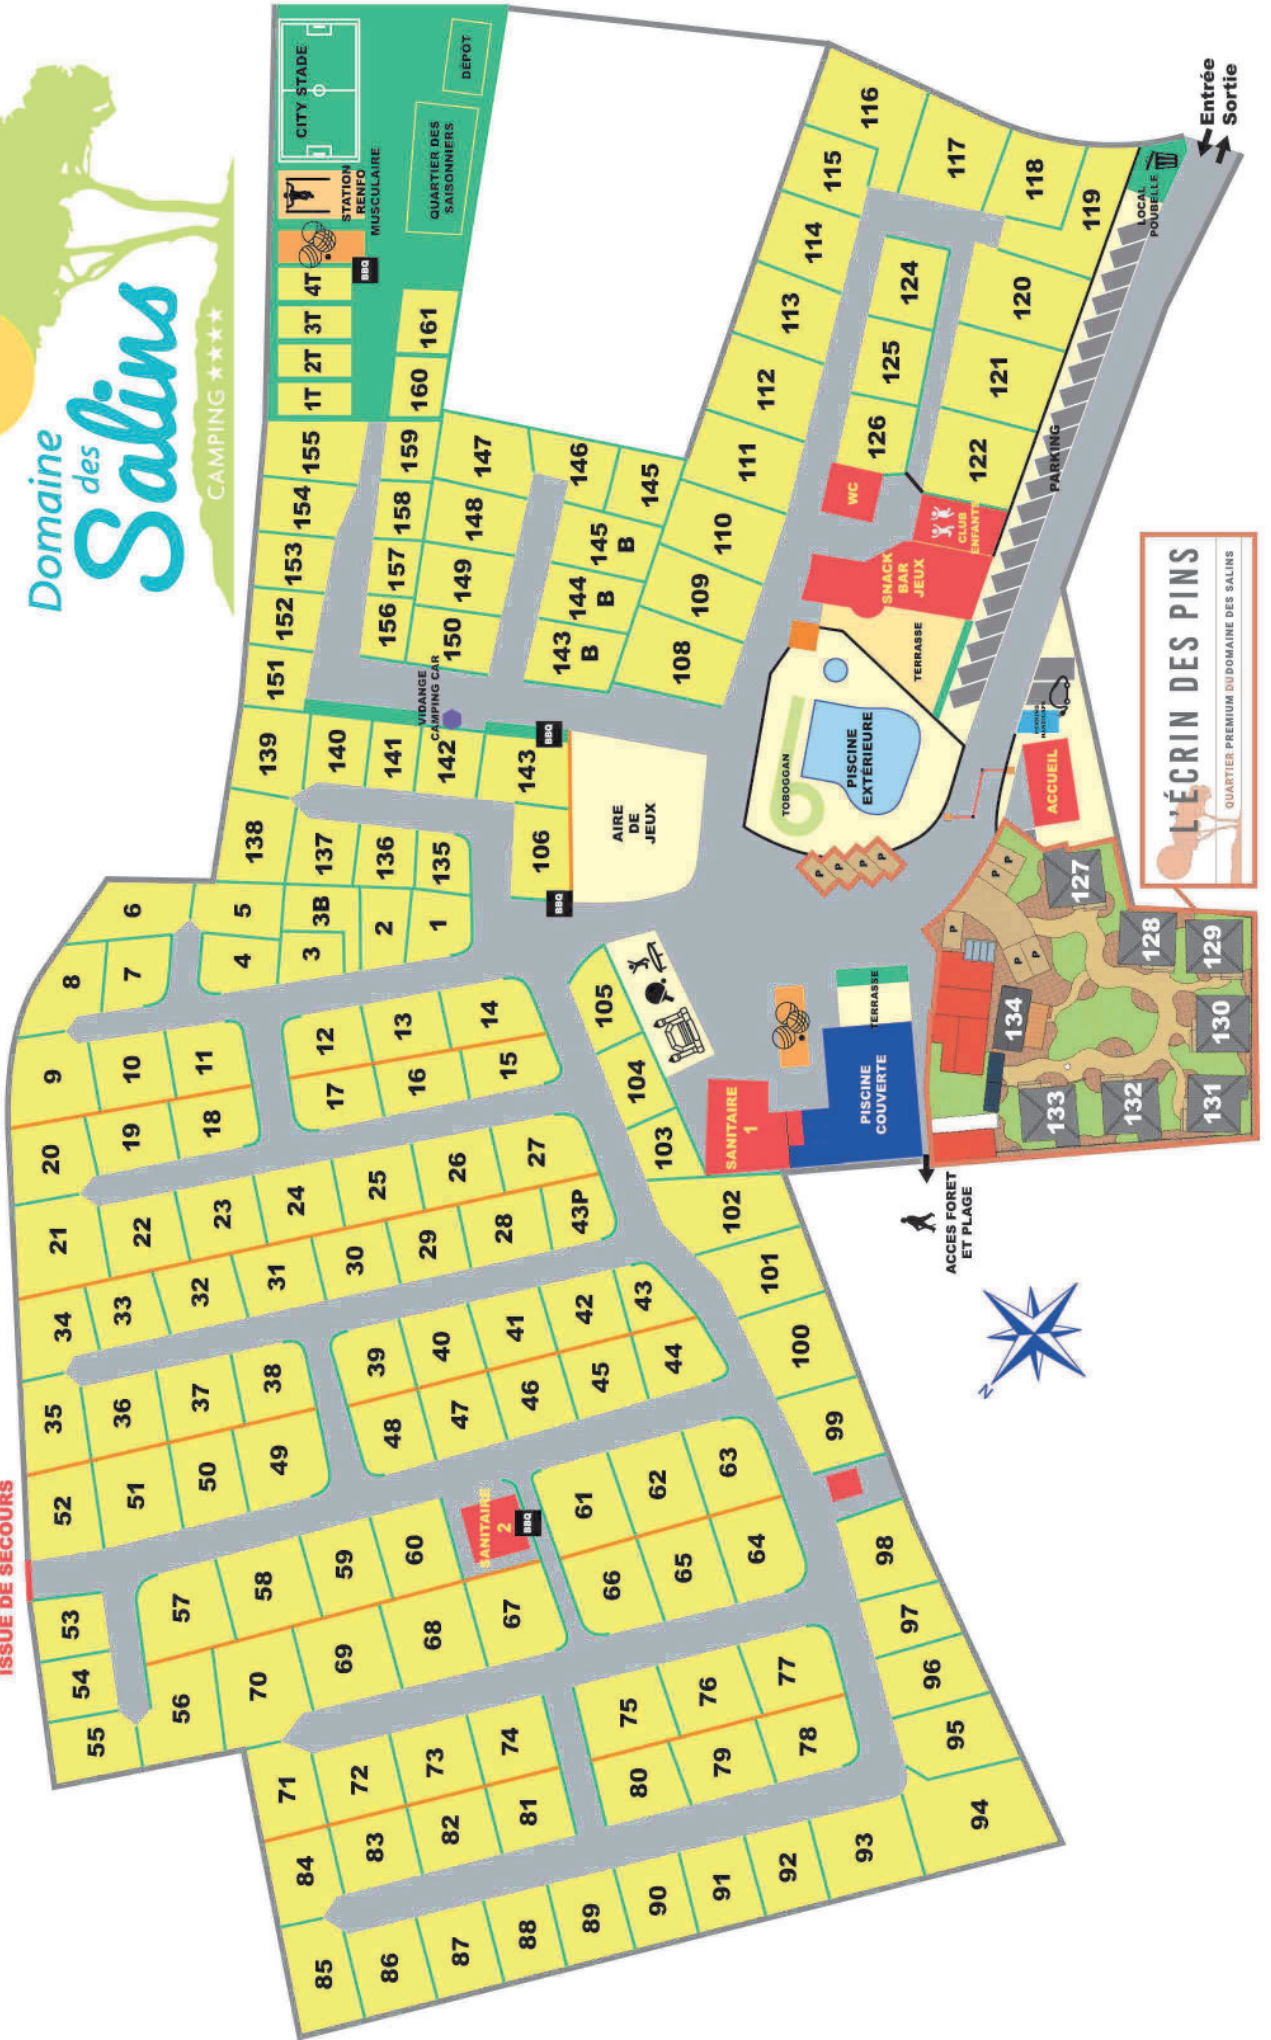 Domaine
des
Salins
CAMPING ★★★★
ISSUE DE SECOURS
CITY STADE
STATION
RENFO
MUSCULAIRE
DÉPOT
QUARTIER DES
SAISONNIERS
BBQ
1T
2T
3T
4T
161
160
155
154
153
152
151
159
158
157
156
147
148
149
150
146
145
145
B
144
B
143
B
VIDANGE
CAMPING CAR
139
140
141
142
143
BBQ
138
137
136
135
106
BBQ
AIRE
DE
JEUX
116
115
114
113
112
111
110
109
108
117
118
119
120
121
122
124
125
126
LOCAL
POUBELLE
Entrée
Sortie
PARKING
WC
CLUB
ENFANTS
SNACK
BAR
JEUX
TERRASSE
TOBOGGAN
PISCINE
EXTÉRIEURE
P
P
P
P
ACCUEIL
L'ÉCRIN DES PINS
QUARTIER PREMIUM DU DOMAINE DES SALINS
P
P
P
P
P
127
128
129
130
131
132
133
134
TERRASSE
PISCINE
COUVERTE
SANITAIRE
1
ACCES FORET
ET PLAGE
N
6
5
3B
2
1
8
7
4
3
9
10
11
12
13
14
20
19
18
17
16
15
105
104
103
21
22
23
24
25
26
27
34
33
32
31
30
29
28
43P
102
101
100
99
35
36
37
38
39
40
41
42
43
52
51
50
49
48
47
46
45
44
53
54
55
56
57
58
59
60
SANITAIRE
2
BBQ
61
62
63
70
69
68
67
66
65
64
98
97
96
95
94
71
72
73
74
75
76
77
84
83
82
81
80
79
78
85
86
87
88
89
90
91
92
93